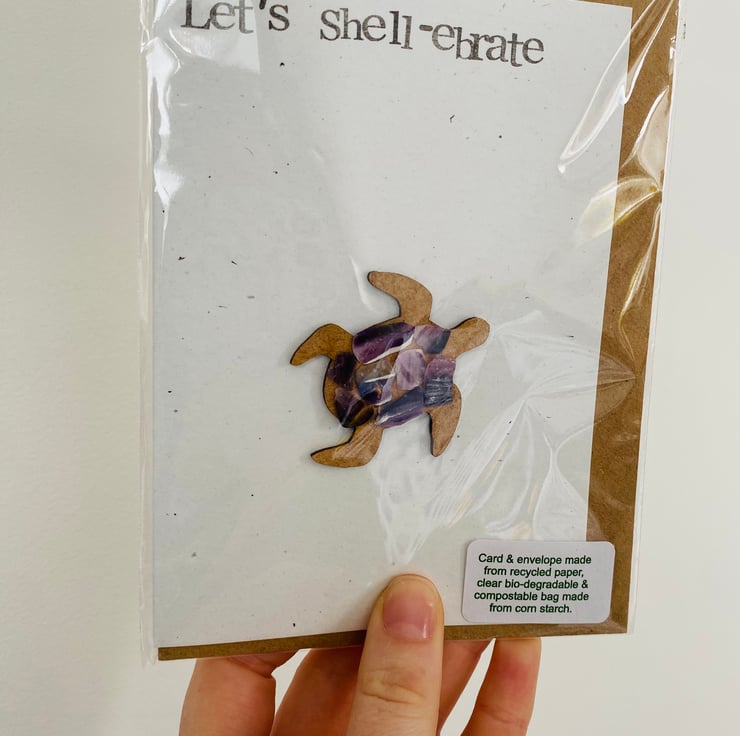 Let's shell-ebrate
Card & envelope made
from recycled paper,
clear bio-degradable &
compostable bag made
from corn starch.